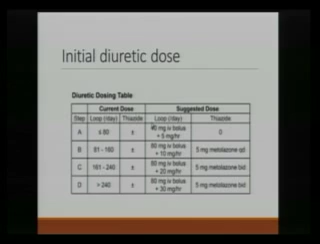 Initial diuretic dose
Diuretic Dosing Table
Current Dose Suggested Dose
Step Loop (/day) Thiazide Loop (/day) Thiazide
A ≤ 80 ± 40 mg iv bolus + 5 mg/hr 0
B 81 - 160 ± 80 mg iv bolus + 10 mg/hr 5 mg metolazone qd
C 161 - 240 ± 80 mg iv bolus + 20 mg/hr 5 mg metolazone bid
D > 240 ± 80 mg iv bolus + 30 mg/hr 5 mg metolazone bid